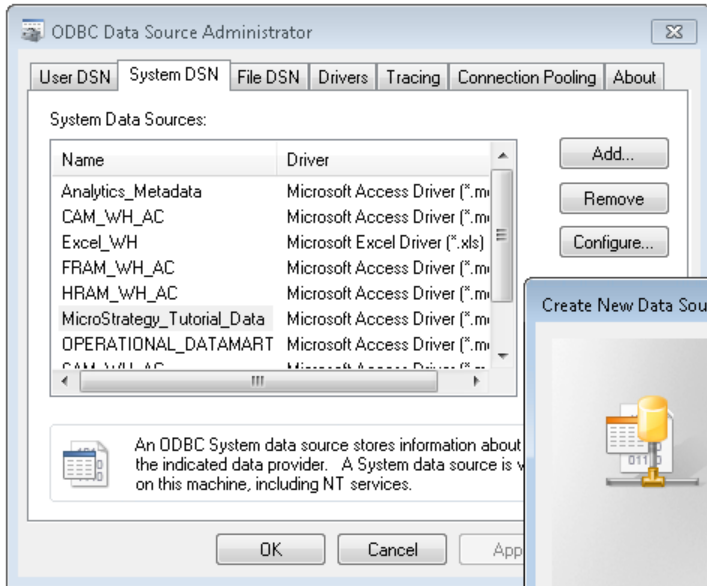 ODBC Data Source Administrator
User DSN System DSN File DSN Drivers Tracing Connection Pooling About
System Data Sources:
Name Driver
Add...
Analytics_Metadata Microsoft Access Driver (*.m
CAM_WH_AC Microsoft Access Driver (*.m
Remove
Excel_WH Microsoft Excel Driver (*.xls)
Configure...
FRAM_WH_AC Microsoft Access Driver (*.m
HRAM_WH_AC Microsoft Access Driver (*.m
MicroStrategy_Tutorial_Data Microsoft Access Driver (*.m
OPERATIONAL_DATAMART Microsoft Access Driver (*.m
Create New Data Sou
An ODBC System data source stores information about
the indicated data provider. A System data source is v
on this machine, including NT services.
OK Cancel App